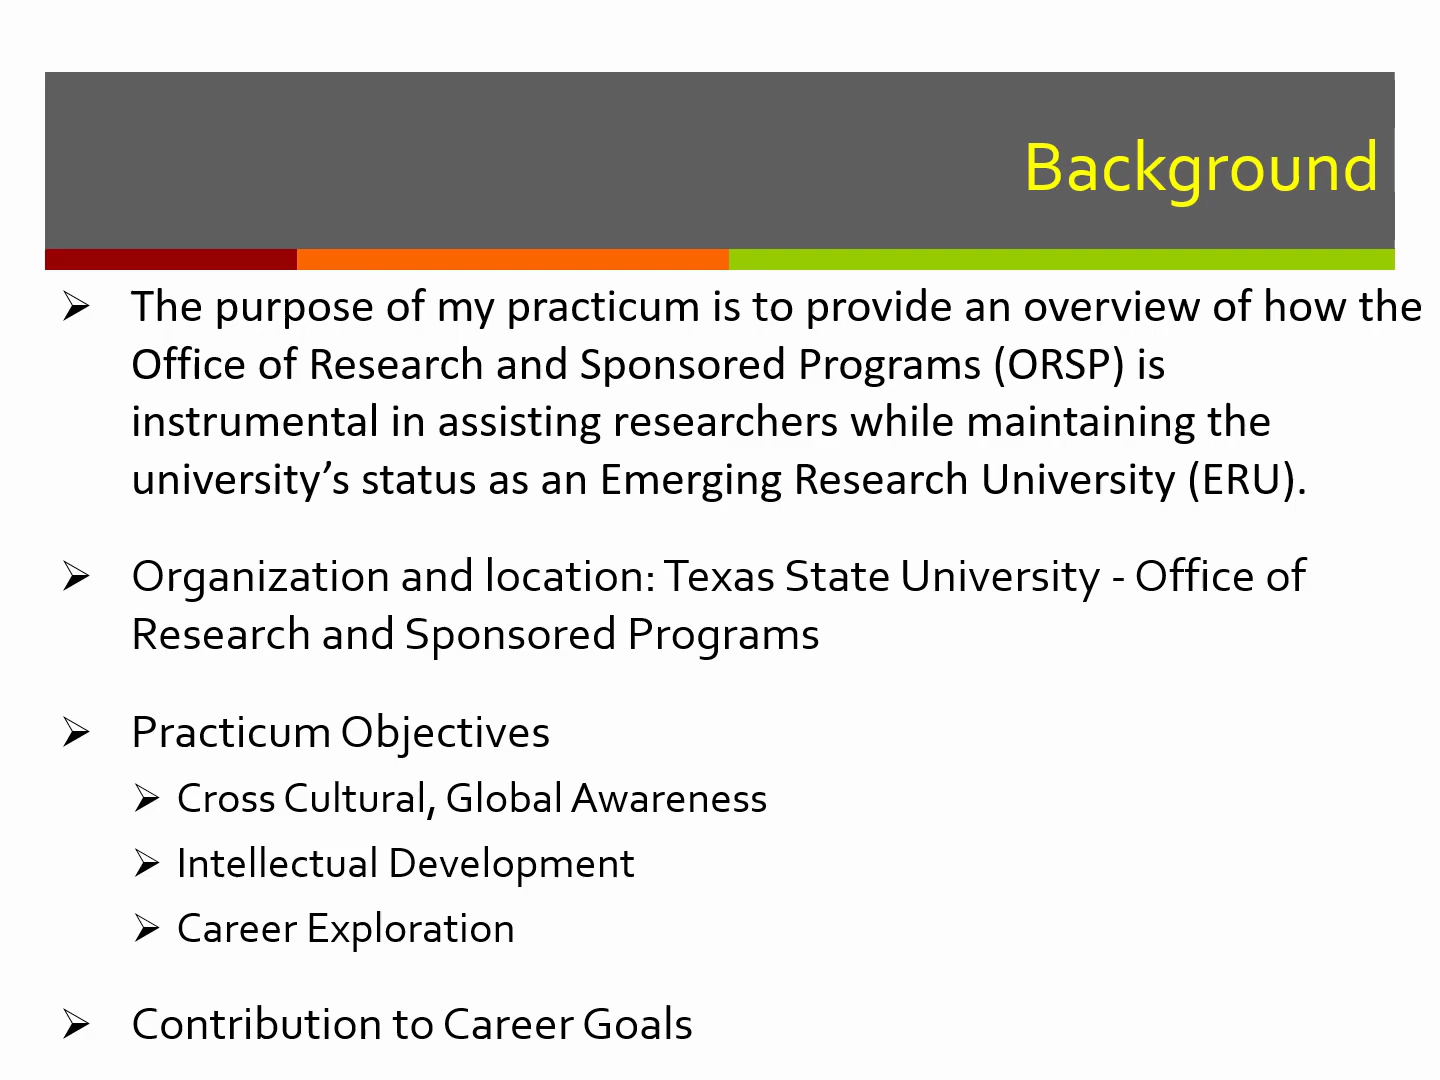 Background
The purpose of my practicum is to provide an overview of how the
Office of Research and Sponsored Programs (ORSP) is
instrumental in assisting researchers while maintaining the
university’s status as an Emerging Research University (ERU).
Organization and location: Texas State University - Office of
Research and Sponsored Programs
Practicum Objectives
Cross Cultural, Global Awareness
Intellectual Development
Career Exploration
Contribution to Career Goals